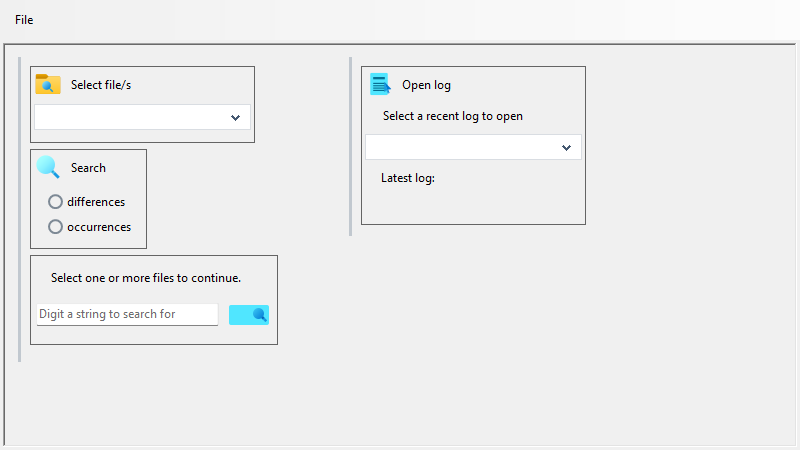 File
Select file/s
Search
differences
occurrences
Select one or more files to continue.
Digit a string to search for
Open log
Select a recent log to open
Latest log: